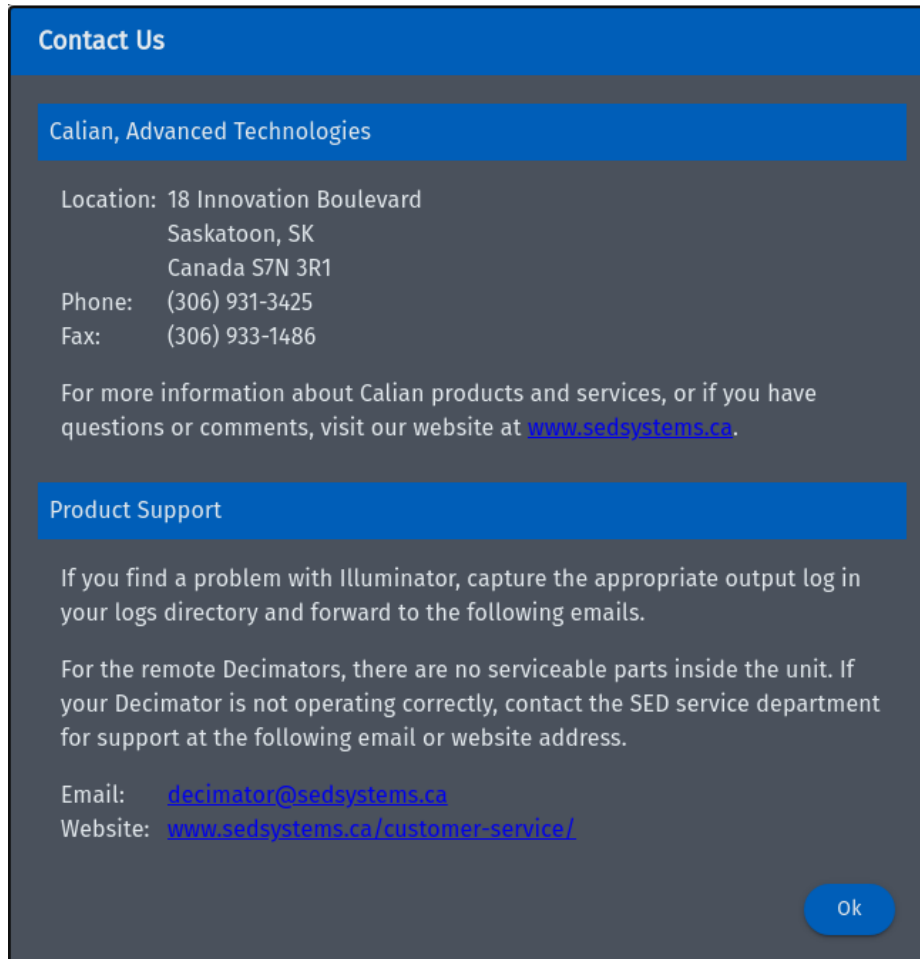 Contact Us
Calian, Advanced Technologies
Location: 18 Innovation Boulevard
Saskatoon, SK
Canada S7N 3R1
Phone: (306) 931-3425
Fax: (306) 933-1486
For more information about Calian products and services, or if you have
questions or comments, visit our website at www.sedsystems.ca.
Product Support
If you find a problem with Illuminator, capture the appropriate output log in
your logs directory and forward to the following emails.
For the remote Decimators, there are no serviceable parts inside the unit. If
your Decimator is not operating correctly, contact the SED service department
for support at the following email or website address.
Email: decimator@sedsystems.ca
Website: www.sedsystems.ca/customer-service/
Ok